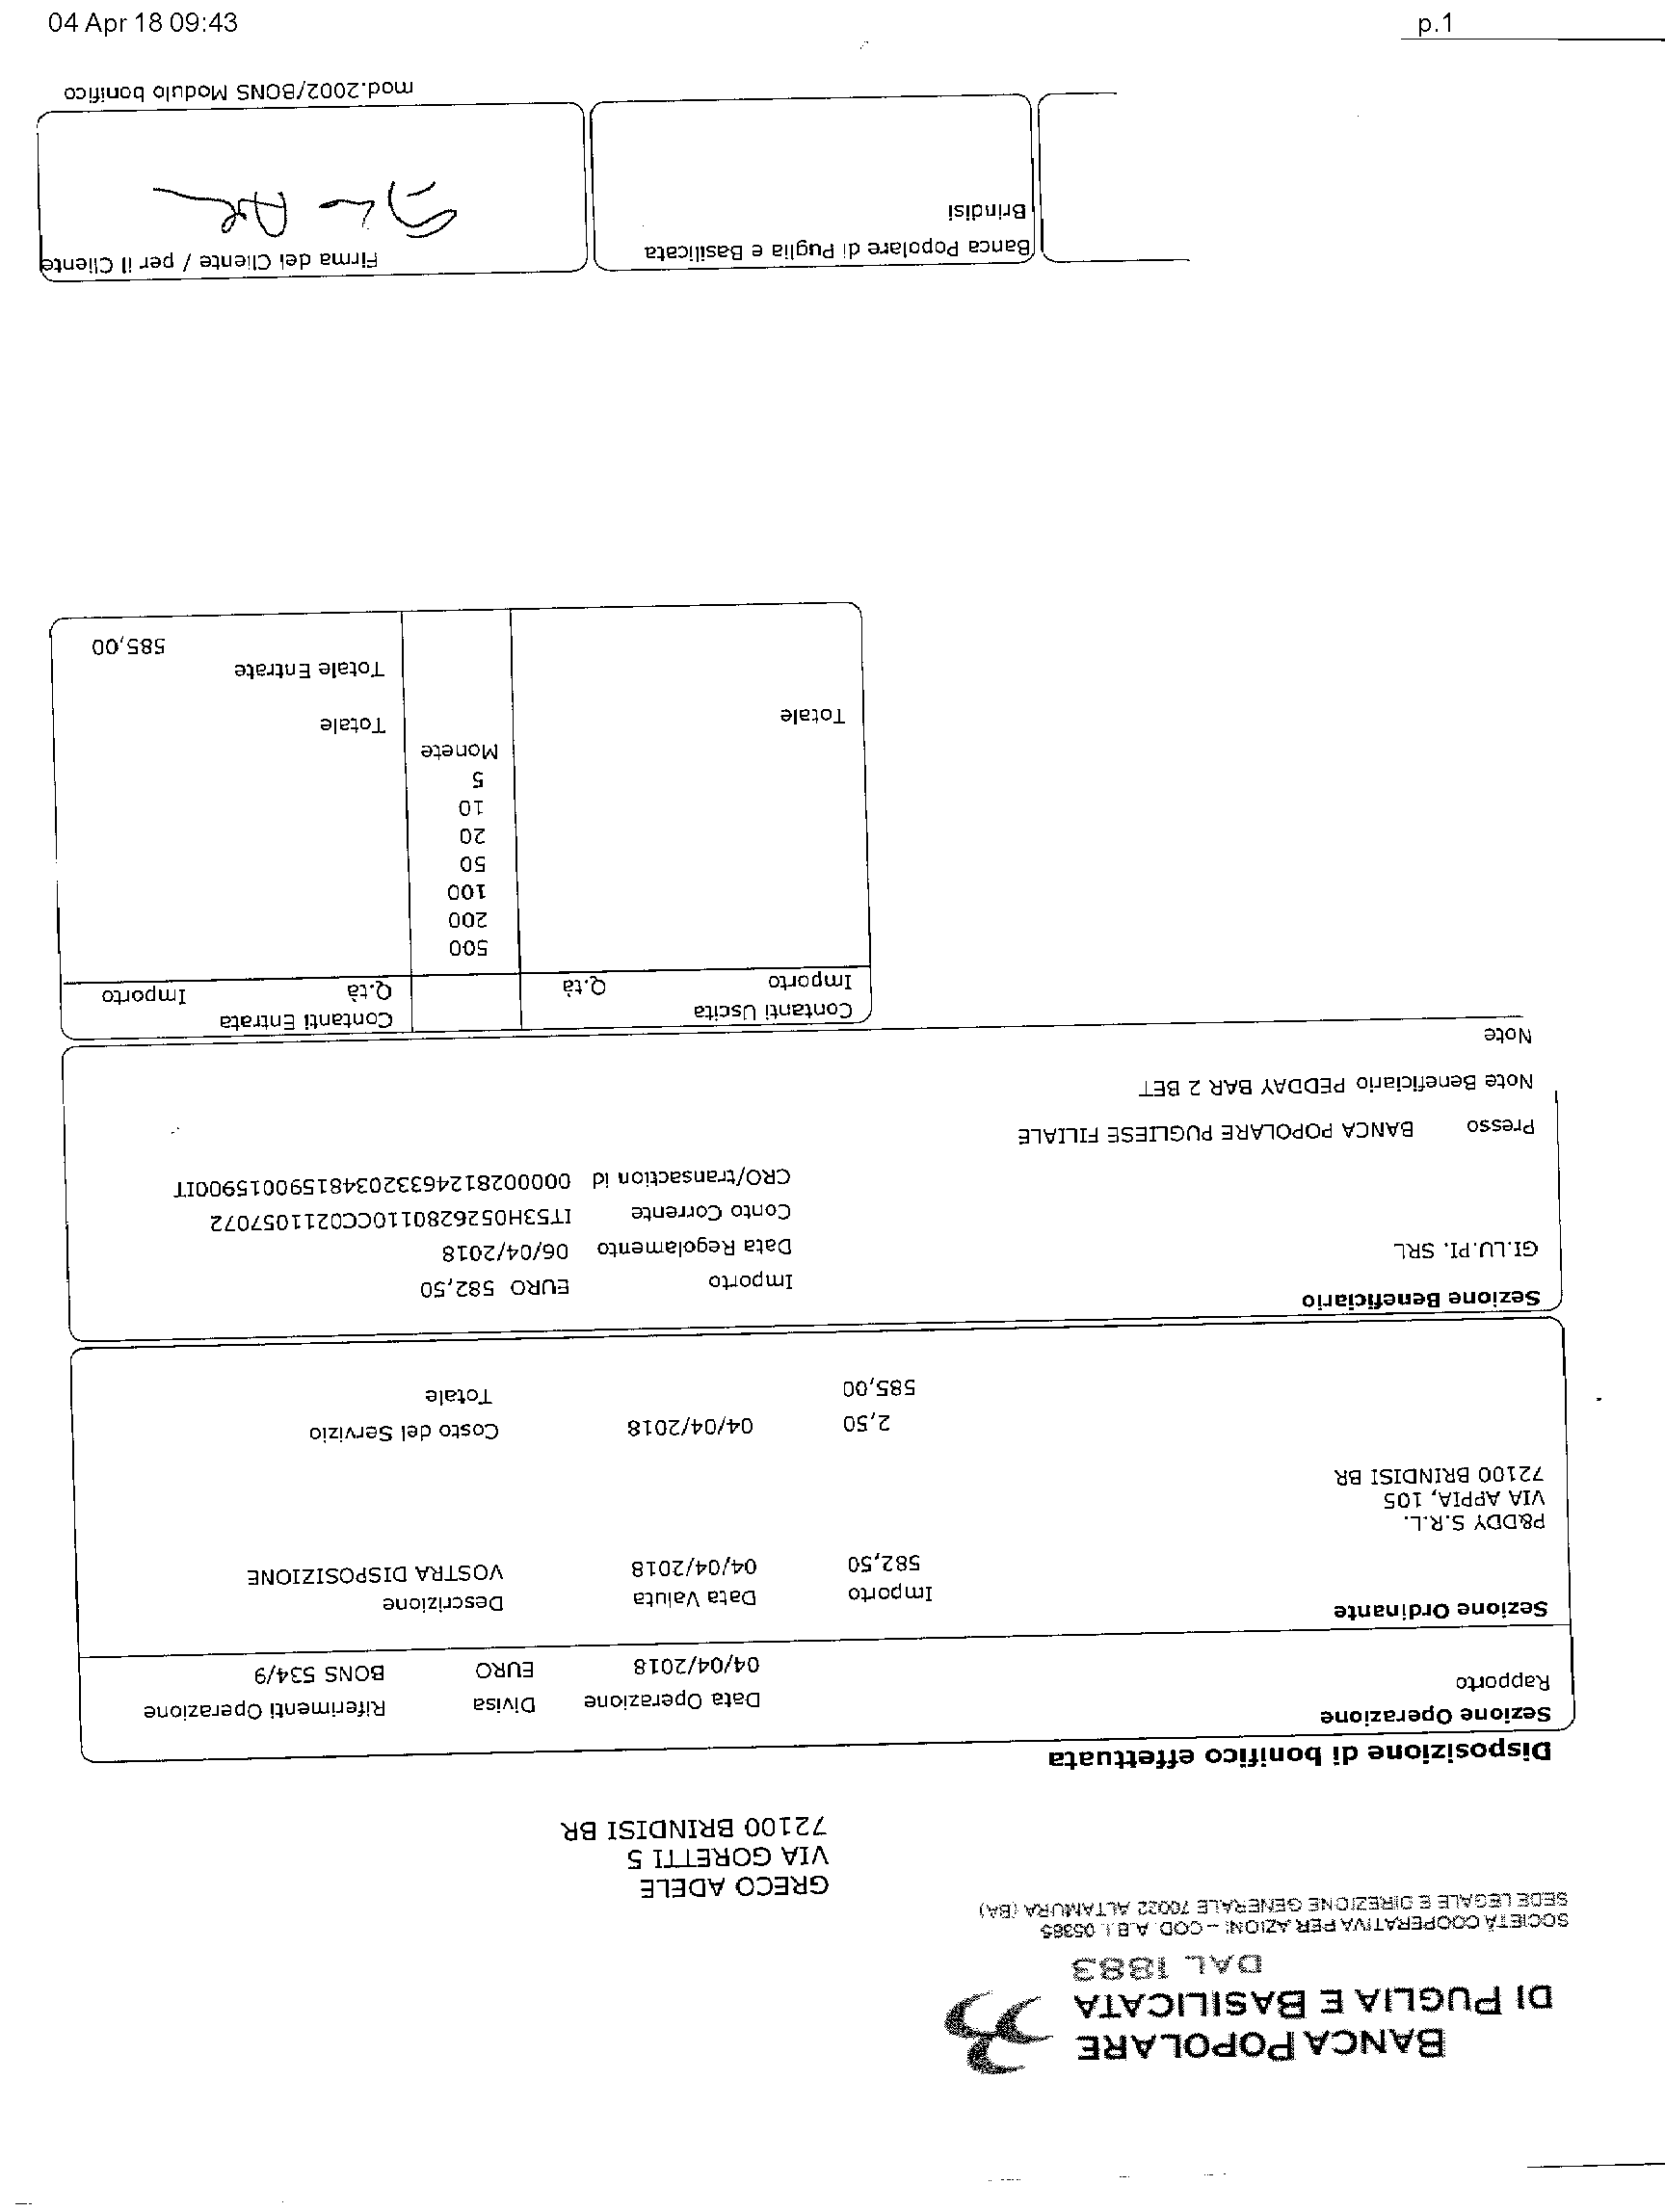 04 Apr 18 09:43
p.1
BANCA POPOLARE
DI PUGLIA E BASILICATA
DAL 1883
SOCIETÀ COOPERATIVA PER AZIONI – COD. A.B.I. 05385
SEDE LEGALE E DIREZIONE GENERALE 70022 ALTAMURA (BA)
GRECO ADELE
VIA GORETTI 5
72100 BRINDISI BR
Disposizione di bonifico effettuata
Sezione Operazione
Rapporto
Data Operazione Divisa Riferimenti Operazione
04/04/2018 EURO BONS 534/9
Sezione Ordinante
Importo Data Valuta Descrizione
582,50 04/04/2018 VOSTRA DISPOSIZIONE
P&DDY S.R.L.
VIA APPIA, 105
72100 BRINDISI BR
2,50 04/04/2018 Costo del Servizio
585,00 Totale
Sezione Beneficiario
Importo EURO 582,50
GI.LU.PI. SRL
Data Regolamento 06/04/2018
Conto Corrente IT53H0526280110CC0211057072
CRO/transaction id 0000028124633203481590015900IT
Presso BANCA POPOLARE PUGLIESE FILIALE
Note Beneficiario PEDDAY BAR 2 BET
Note
Contanti Uscita Contanti Entrata
Importo Q.tà Q.tà Importo
500
200
100
50
20
10
5
Monete
Totale Totale
Totale Entrate
585,00
Banca Popolare di Puglia e Basilicata
Brindisi
Firma del Cliente / per il Cliente
mod.2002/BONS Modulo bonifico